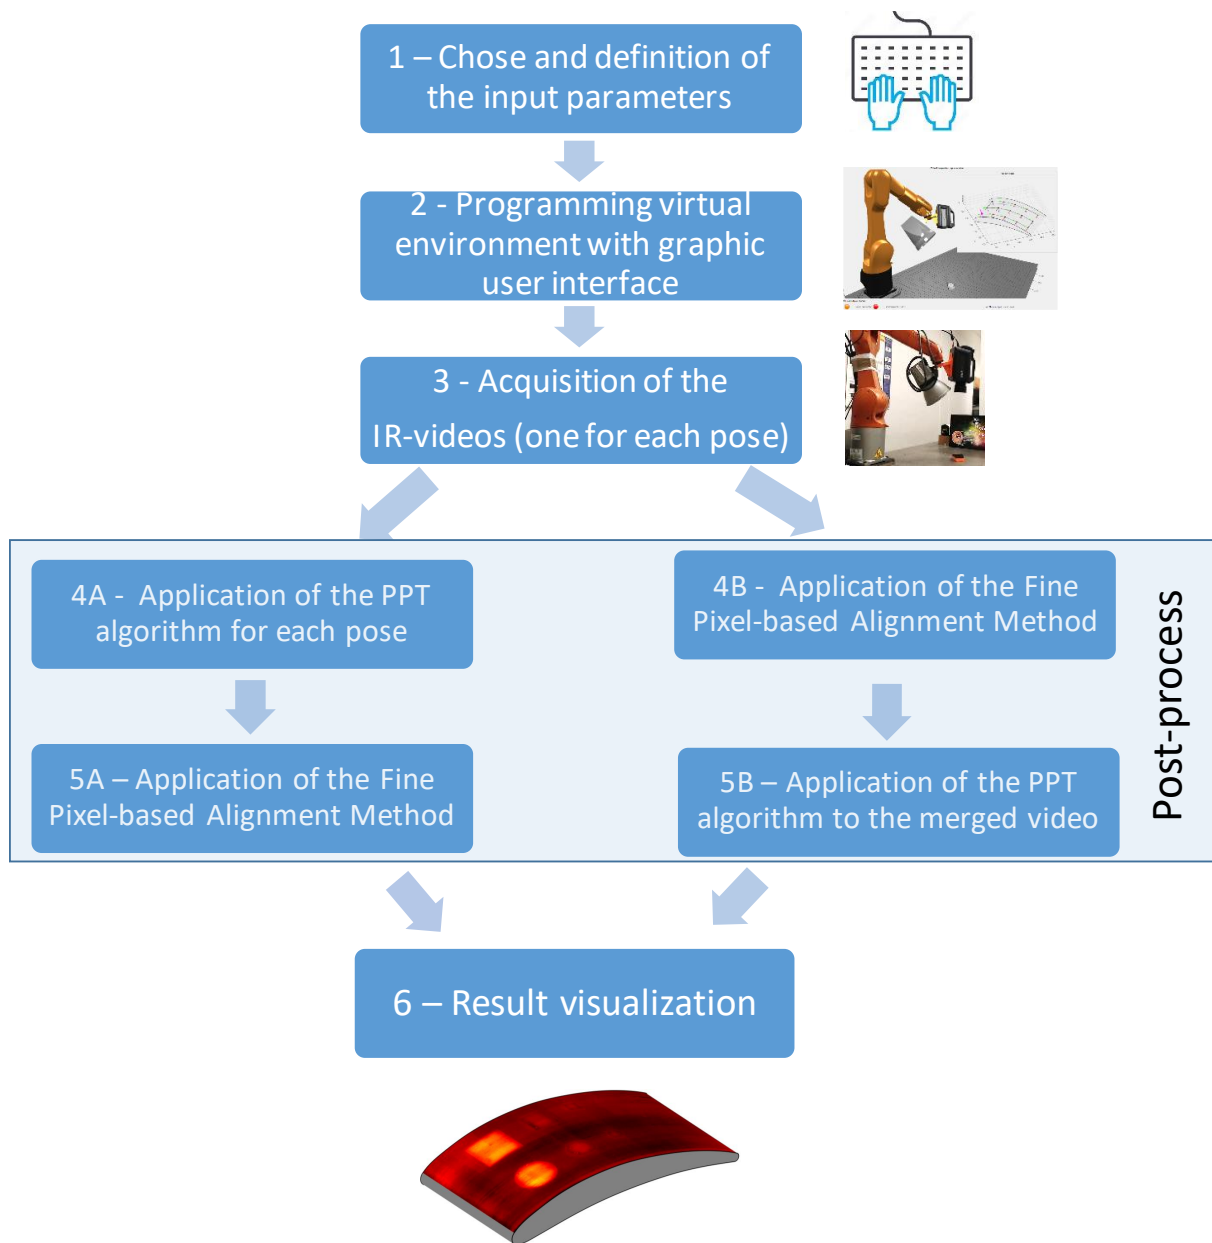 1 – Chose and definition of
the input parameters
2 - Programming virtual
environment with graphic
user interface
3 - Acquisition of the
IR-videos (one for each pose)
4A - Application of the PPT
algorithm for each pose
4B - Application of the Fine
Pixel-based Alignment Method
5A – Application of the Fine
Pixel-based Alignment Method
5B – Application of the PPT
algorithm to the merged video
Post-process
6 – Result visualization